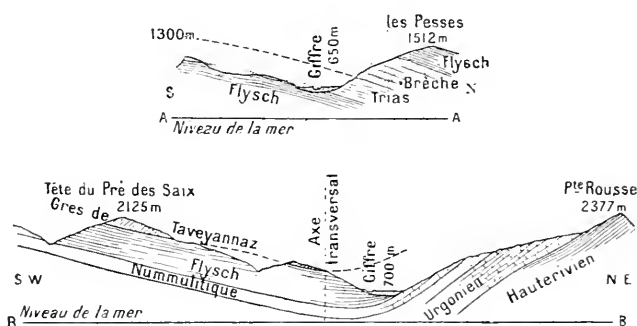 les Pesses
1512m
1300m
Giffre
650m
Flysch
Brèche
S
N
Flysch
Trias
A
A
Niveau de la mer
Tête du Pré des Saix
2125m
Grès de
Taveyannaz
Axe
transversal
Giffre
700m
Pte Rousse
2377m
Flysch
Nummulitique
Urgonien
Hauterivien
SW
NE
B
B
Niveau de la mer